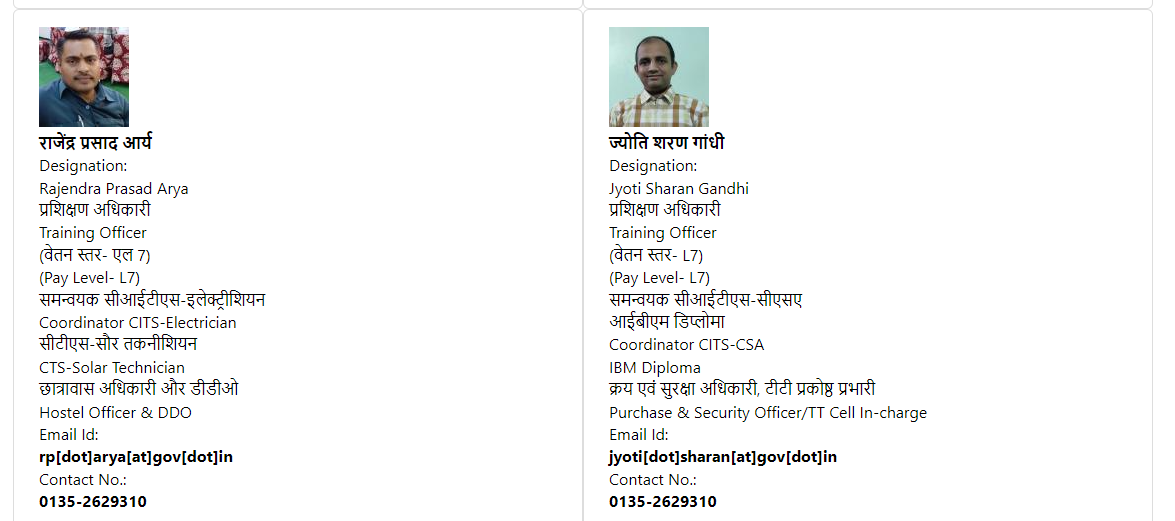 राजेंद्र प्रसाद आर्य
Designation:
Rajendra Prasad Arya
प्रशिक्षण अधिकारी
Training Officer
(वेतन स्तर- एल 7)
(Pay Level- L7)
समन्वयक सीआईटीएस-इलेक्ट्रीशियन
Coordinator CITS-Electrician
सीटीएस-सौर तकनीशियन
CTS-Solar Technician
छात्रावास अधिकारी और डीडीओ
Hostel Officer & DDO
Email Id:
rp[dot]arya[at]gov[dot]in
Contact No.:
0135-2629310
ज्योति शरण गांधी
Designation:
Jyoti Sharan Gandhi
प्रशिक्षण अधिकारी
Training Officer
(वेतन स्तर- L7)
(Pay Level- L7)
समन्वयक सीआईटीएस-सीएसए
आईबीएम डिप्लोमा
Coordinator CITS-CSA
IBM Diploma
क्रय एवं सुरक्षा अधिकारी, टीटी प्रकोष्ठ प्रभारी
Purchase & Security Officer/TT Cell In-charge
Email Id:
jyoti[dot]sharan[at]gov[dot]in
Contact No.:
0135-2629310